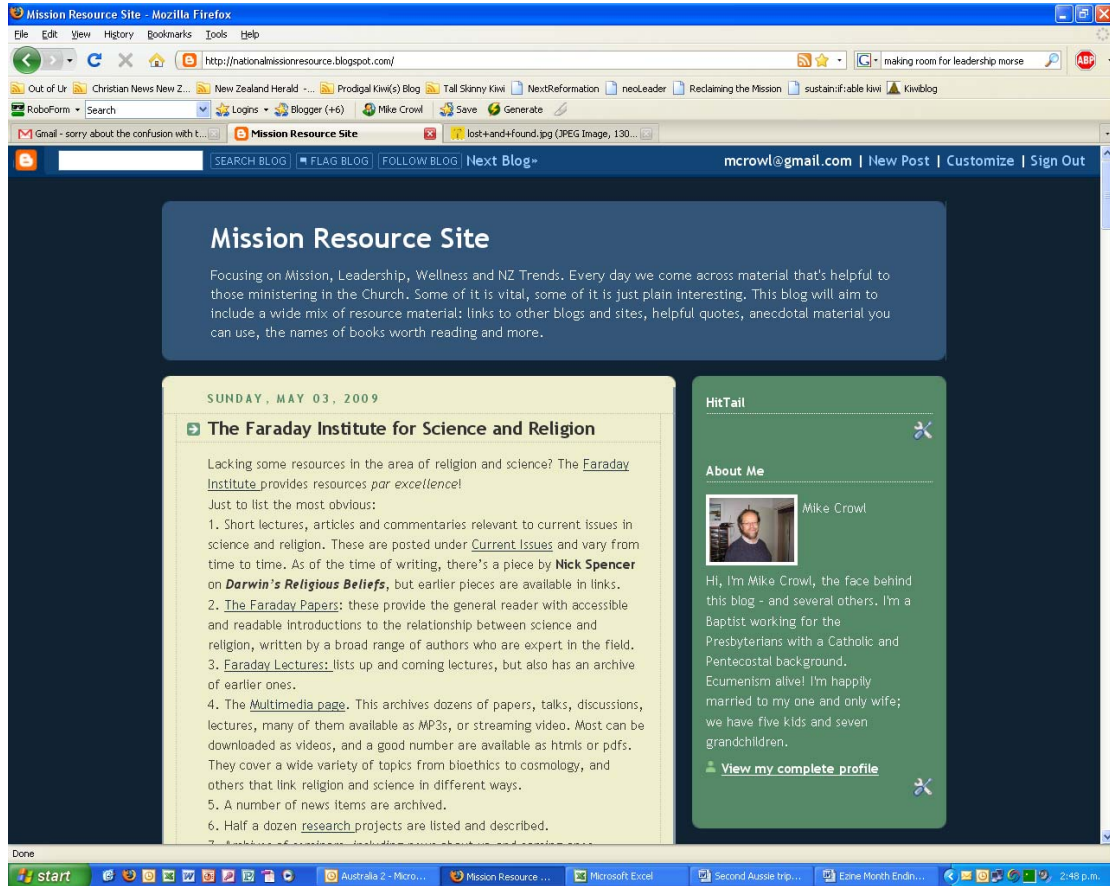 Mission Resource Site - Mozilla Firefox
File Edit View History Bookmarks Tools Help
http://nationalmissionresource.blogspot.com/
making room for leadership morse
ABP
Out of Ur Christian News New Z... New Zealand Herald -... Prodigal Kiwi(s) Blog Tall Skinny Kiwi NextReformation neoLeader Reclaiming the Mission sustain:if:able kiwi Kiwiblog
RoboForm Search Logins Blogger (+6) Mike Crowl Save Generate
Gmail - sorry about the confusion with t... Mission Resource Site lost+and+found.jpg (JPEG Image, 130...
SEARCH BLOG FLAG BLOG FOLLOW BLOG Next Blog»
mcrowl@gmail.com | New Post | Customize | Sign Out
Mission Resource Site
Focusing on Mission, Leadership, Wellness and NZ Trends. Every day we come across material that's helpful to
those ministering in the Church. Some of it is vital, some of it is just plain interesting. This blog will aim to
include a wide mix of resource material: links to other blogs and sites, helpful quotes, anecdotal material you
can use, the names of books worth reading and more.
SUNDAY, MAY 03, 2009
The Faraday Institute for Science and Religion
Lacking some resources in the area of religion and science? The Faraday
Institute provides resources par excellence!
Just to list the most obvious:
1. Short lectures, articles and commentaries relevant to current issues in
science and religion. These are posted under Current Issues and vary from
time to time. As of the time of writing, there's a piece by Nick Spencer
on Darwin's Religious Beliefs, but earlier pieces are available in links.
2. The Faraday Papers: these provide the general reader with accessible
and readable introductions to the relationship between science and
religion, written by a broad range of authors who are expert in the field.
3. Faraday Lectures: lists up and coming lectures, but also has an archive
of earlier ones.
4. The Multimedia page. This archives dozens of papers, talks, discussions,
lectures, many of them available as MP3s, or streaming video. Most can be
downloaded as videos, and a good number are available as htmls or pdfs.
They cover a wide variety of topics from bioethics to cosmology, and
others that link religion and science in different ways.
5. A number of news items are archived.
6. Half a dozen research projects are listed and described.
HitTail
About Me
Mike Crowl
Hi, I'm Mike Crowl, the face behind
this blog - and several others. I'm a
Baptist working for the
Presbyterians with a Catholic and
Pentecostal background.
Ecumenism alive! I'm happily
married to my one and only wife;
we have five kids and seven
grandchildren.
View my complete profile
Done
start Australia 2 - Micro... Mission Resource ... Microsoft Excel Second Aussie trip... Ezine Month Endin... 2:48 p.m.